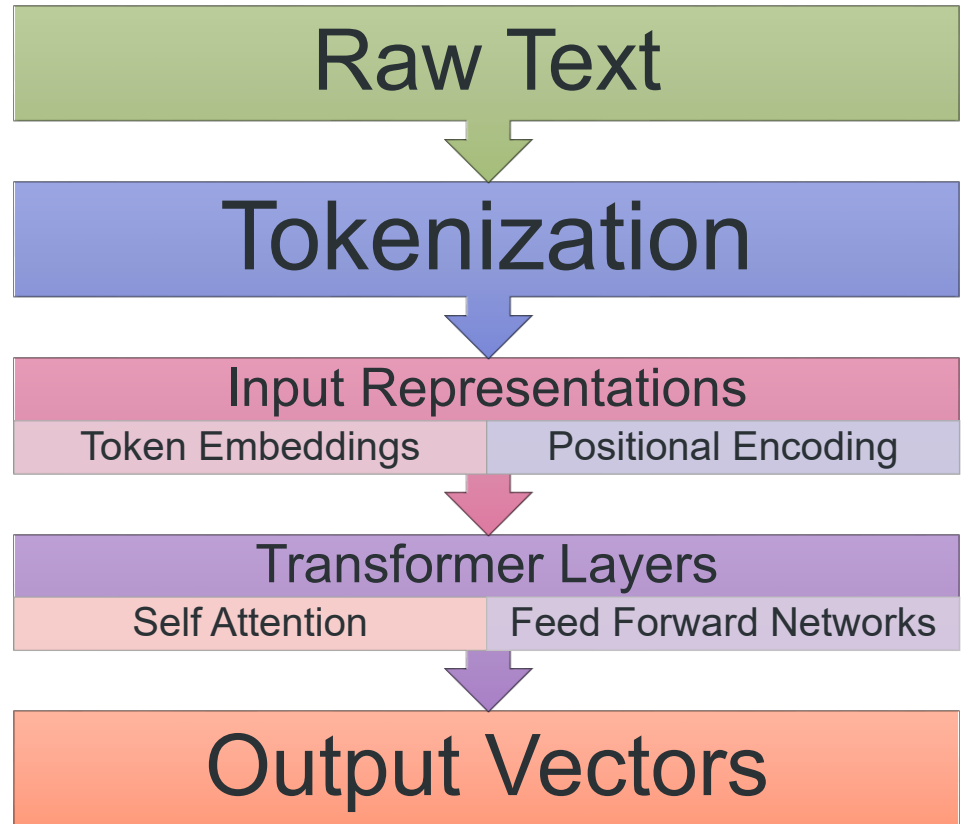 Raw Text
Tokenization
Input Representations
Token Embeddings
Positional Encoding
Transformer Layers
Self Attention
Feed Forward Networks
Output Vectors